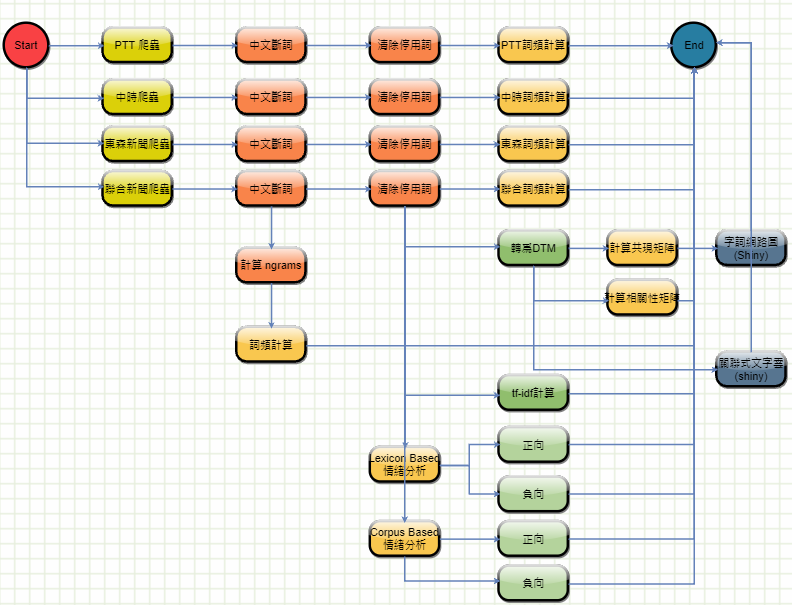 Start
PTT 爬蟲
中文斷詞
清除停用詞
PTT詞頻計算
End
中時爬蟲
中文斷詞
清除停用詞
中時詞頻計算
東森新聞爬蟲
中文斷詞
清除停用詞
東森詞頻計算
聯合新聞爬蟲
中文斷詞
清除停用詞
聯合詞頻計算
轉為DTM
計算共現矩陣
字詞網路圖
(Shiny)
計算 ngrams
計算相關性矩陣
詞頻計算
關聯式文字雲
(shiny)
tf-idf計算
正向
Lexicon Based
情緒分析
負向
Corpus Based
情緒分析
正向
負向